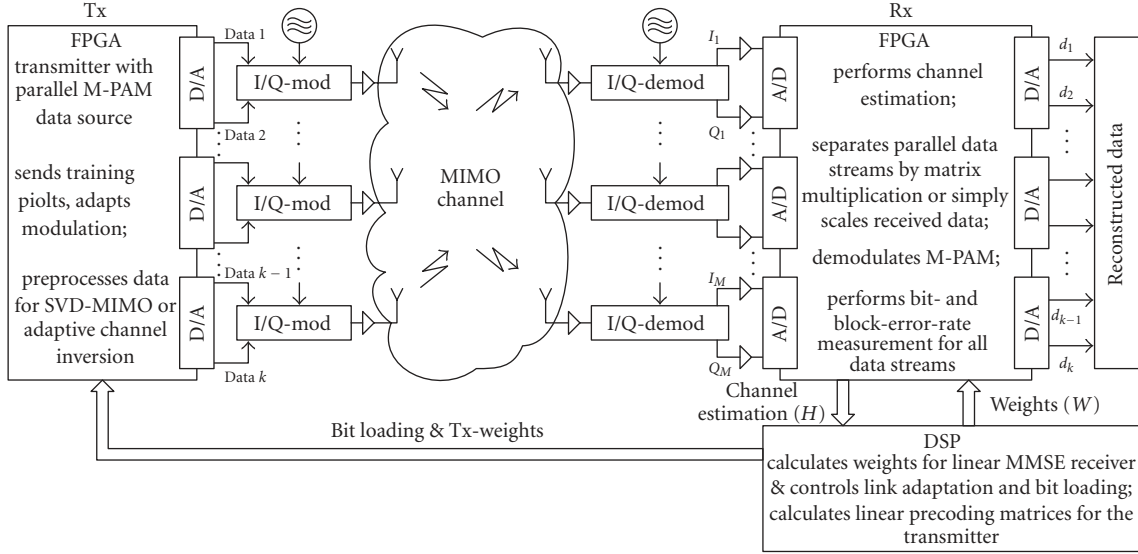 Tx
FPGA
transmitter with
parallel M-PAM
data source
sends training
piolts, adapts
modulation;
preprocesses data
for SVD-MIMO or
adaptive channel
inversion
D/A
D/A
D/A
Data 1
Data 2
Data k − 1
Data k
I/Q-mod
I/Q-mod
I/Q-mod
MIMO
channel
I/Q-demod
I/Q-demod
I/Q-demod
I1
Q1
IM
QM
A/D
A/D
A/D
Rx
FPGA
performs channel
estimation;
separates parallel data
streams by matrix
multiplication or simply
scales received data;
demodulates M-PAM;
performs bit- and
block-error-rate
measurement for all
data streams
D/A
D/A
D/A
d1
d2
dk−1
dk
Reconstructed data
Channel
estimation (H)
Weights (W)
Bit loading & Tx-weights
DSP
calculates weights for linear MMSE receiver
& controls link adaptation and bit loading;
calculates linear precoding matrices for the
transmitter